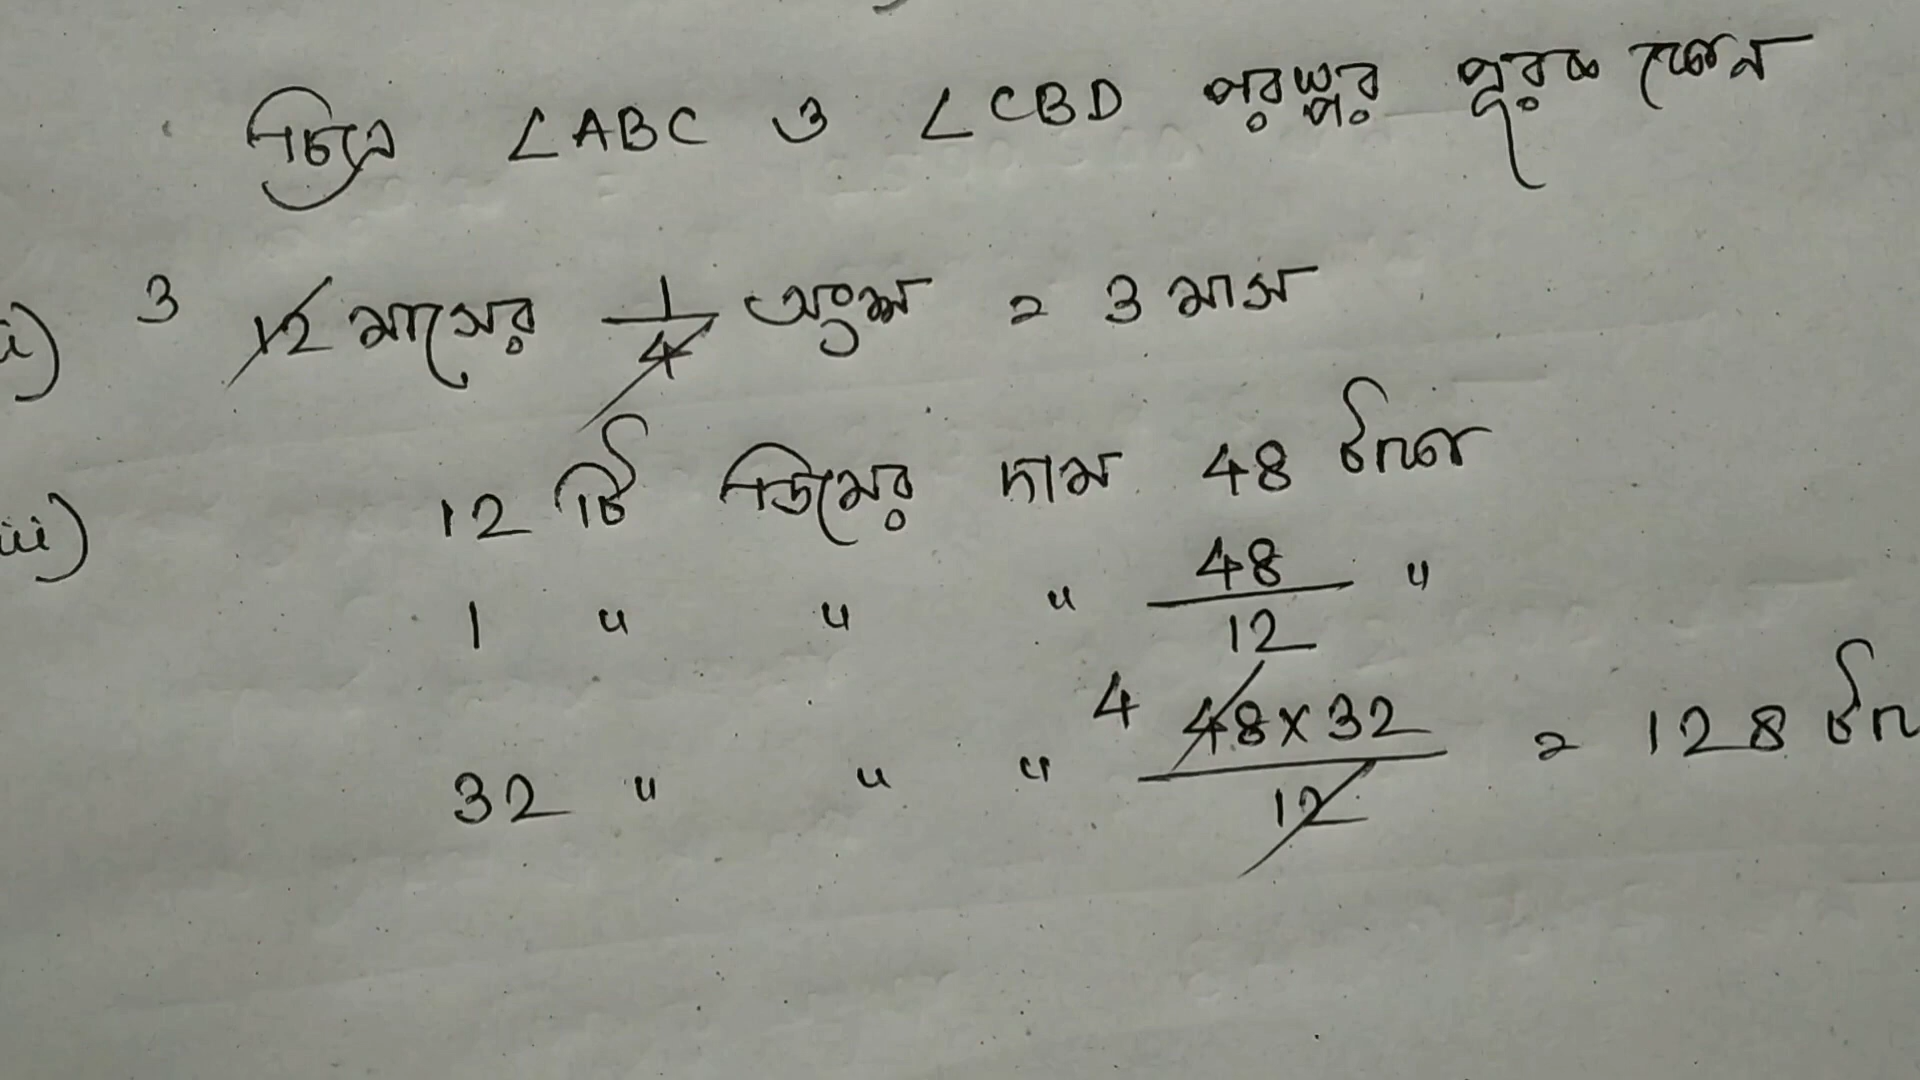 চিত্রে ∠ABC ও ∠CBD পরস্পর পূরক কোন
ii) 3 12 মাসের 1/4 অংশ = 3 মাস
iii) 12 টি ডিমের দাম 48 টাকা
1 " " " 48/12 "
32 " " " 4 48×32/12 = 128 টা